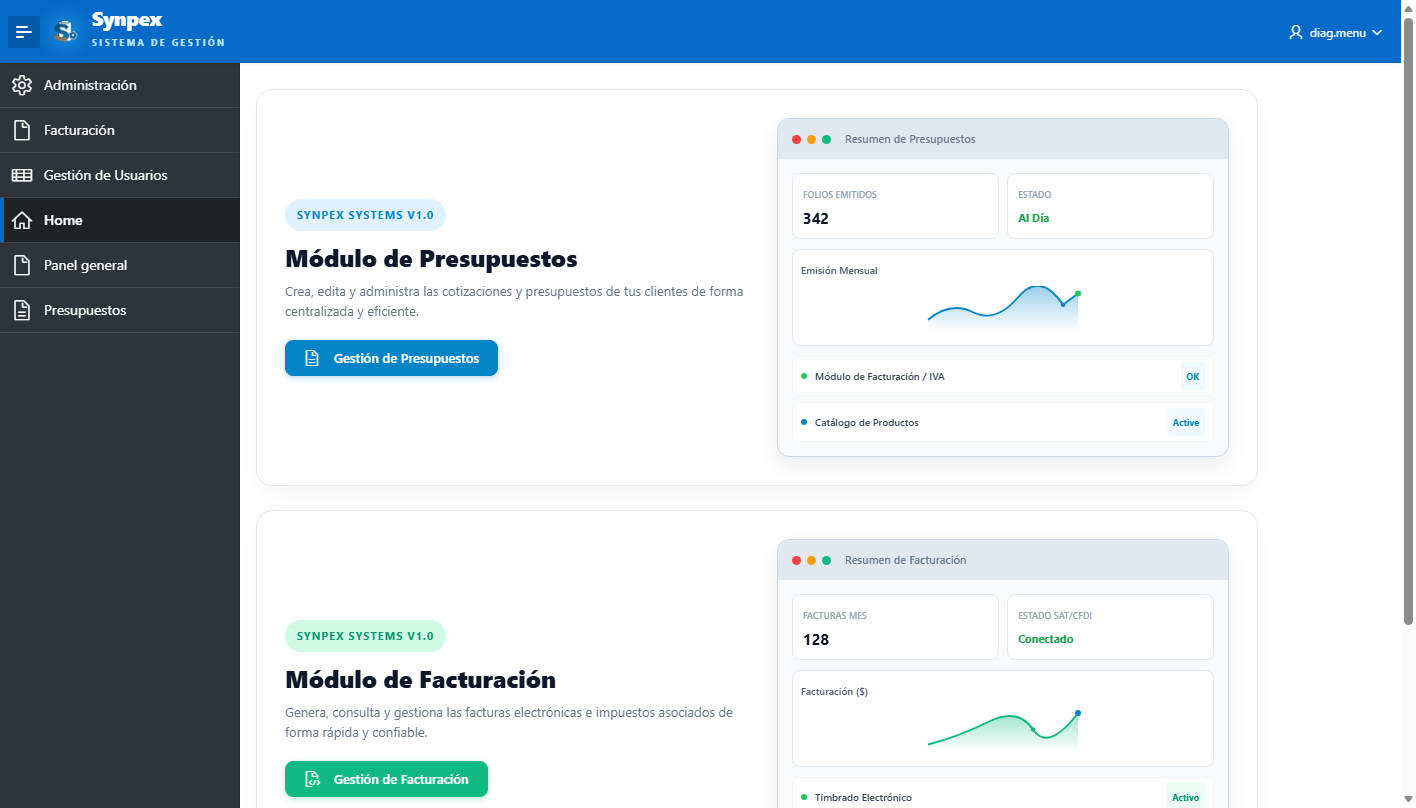 Synpex
SISTEMA DE GESTIÓN
diag.menu
Administración
Facturación
Gestión de Usuarios
Home
Panel general
Presupuestos
SYNPEX SYSTEMS V1.0
Módulo de Presupuestos
Crea, edita y administra las cotizaciones y presupuestos de tus clientes de forma
centralizada y eficiente.
Gestión de Presupuestos
Resumen de Presupuestos
FOLIOS EMITIDOS
342
ESTADO
Al Día
Emisión Mensual
Módulo de Facturación / IVA
OK
Catálogo de Productos
Active
SYNPEX SYSTEMS V1.0
Módulo de Facturación
Genera, consulta y gestiona las facturas electrónicas e impuestos asociados de
forma rápida y confiable.
Gestión de Facturación
Resumen de Facturación
FACTURAS MES
128
ESTADO SAT/CFDI
Conectado
Facturación ($)
Timbrado Electrónico
Activo